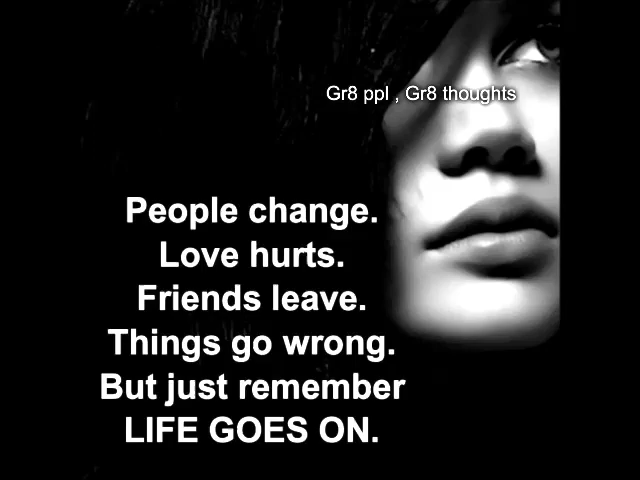 Gr8 ppl , Gr8 thoughts
People change.
Love hurts.
Friends leave.
Things go wrong.
But just remember
LIFE GOES ON.